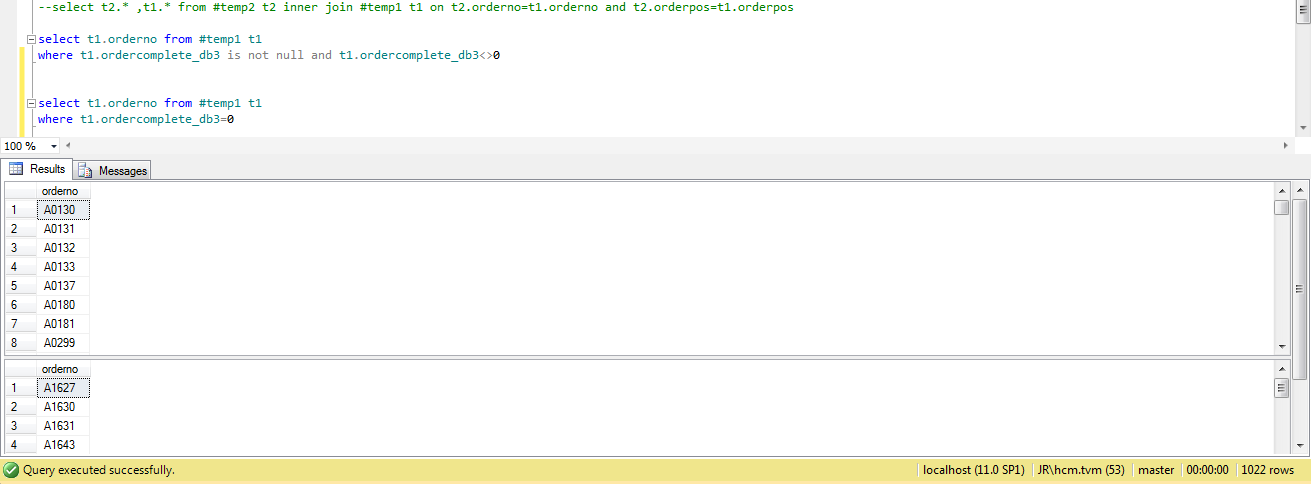 --select t2.* ,t1.* from #temp2 t2 inner join #temp1 t1 on t2.orderno=t1.orderno and t2.orderpos=t1.orderpos
select t1.orderno from #temp1 t1
where t1.ordercomplete_db3 is not null and t1.ordercomplete_db3<>0
select t1.orderno from #temp1 t1
where t1.ordercomplete_db3=0
100 %
Results Messages
orderno
1 A0130
2 A0131
3 A0132
4 A0133
5 A0137
6 A0180
7 A0181
8 A0299
orderno
1 A1627
2 A1630
3 A1631
4 A1643
Query executed successfully. localhost (11.0 SP1) JR\hcm.tvm (53) master 00:00:00 1022 rows